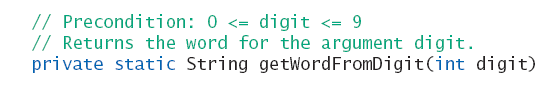 // Precondition: 0 <= digit <= 9
// Returns the word for the argument digit.
private static String getWordFromDigit(int digit)